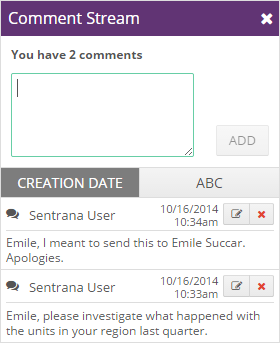 Comment Stream
You have 2 comments
ADD
CREATION DATE ABC
Sentrana User 10/16/2014
10:34am
Emile, I meant to send this to Emile Succar.
Apologies.
Sentrana User 10/16/2014
10:33am
Emile, please investigate what happened with
the units in your region last quarter.